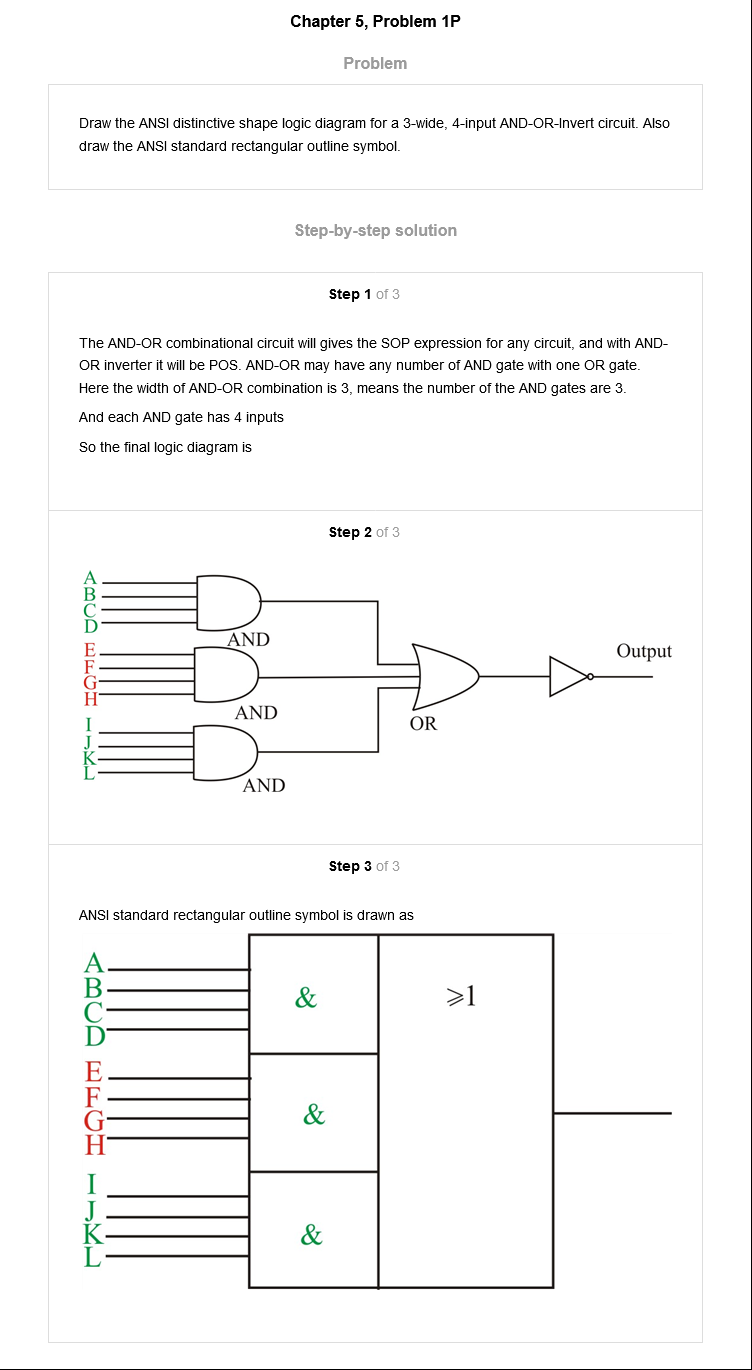 Chapter 5, Problem 1P
Problem
Draw the ANSI distinctive shape logic diagram for a 3-wide, 4-input AND-OR-Invert circuit. Also
draw the ANSI standard rectangular outline symbol.
Step-by-step solution
Step 1 of 3
The AND-OR combinational circuit will gives the SOP expression for any circuit, and with AND-
OR inverter it will be POS. AND-OR may have any number of AND gate with one OR gate.
Here the width of AND-OR combination is 3, means the number of the AND gates are 3.
And each AND gate has 4 inputs
So the final logic diagram is
Step 2 of 3
A
B
C
D
AND
E
F
G
H
AND
I
J
K
L
AND
OR
Output
Step 3 of 3
ANSI standard rectangular outline symbol is drawn as
A
B
C
D
&
⩾1
E
F
G
H
&
I
J
K
L
&